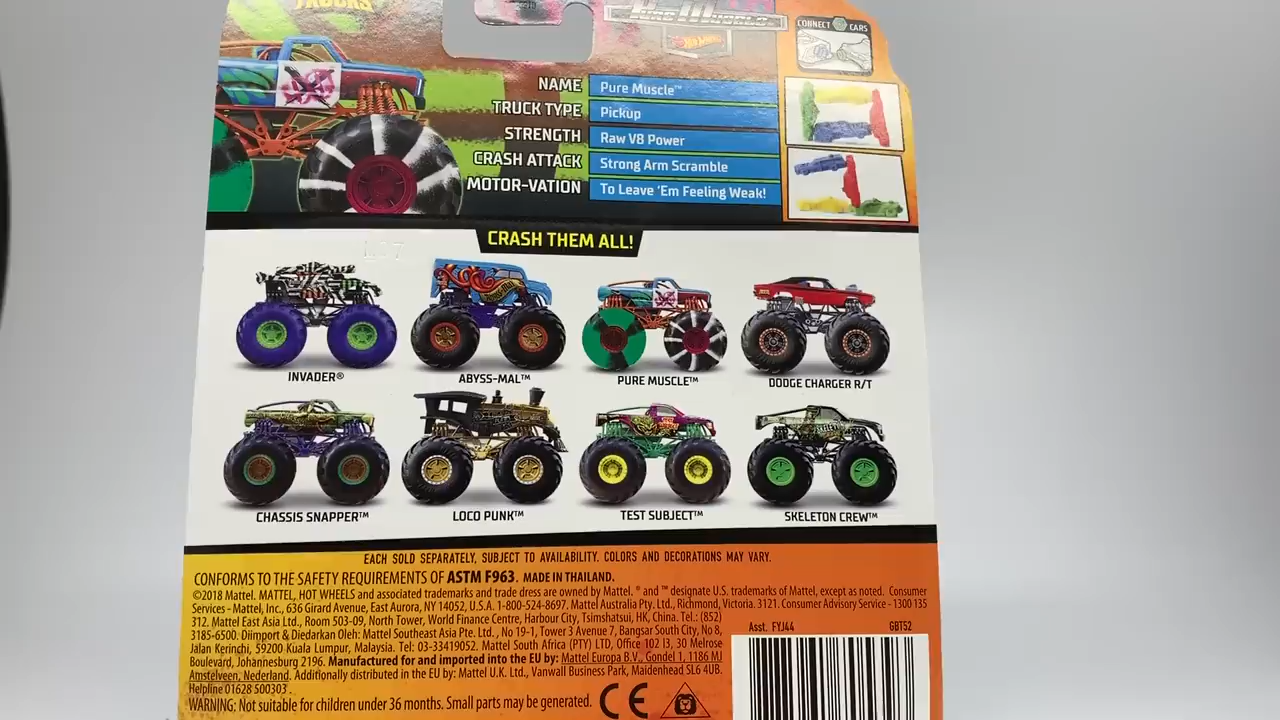 TRUCKS
CONNECT CARS
NAME Pure Muscle™
TRUCK TYPE Pickup
STRENGTH Raw V8 Power
CRASH ATTACK Strong Arm Scramble
MOTOR-VATION To Leave 'Em Feeling Weak!
CRASH THEM ALL!
INVADER® ABYSS-MAL™ PURE MUSCLE™ DODGE CHARGER R/T
CHASSIS SNAPPER™ LOCO PUNK™ TEST SUBJECT™ SKELETON CREW™
EACH SOLD SEPARATELY, SUBJECT TO AVAILABILITY. COLORS AND DECORATIONS MAY VARY.
CONFORMS TO THE SAFETY REQUIREMENTS OF ASTM F963. MADE IN THAILAND.
©2018 Mattel. MATTEL, HOT WHEELS and associated trademarks and trade dress are owned by Mattel. ® and ™ designate U.S. trademarks of Mattel, except as noted. Consumer
Services - Mattel, Inc., 636 Girard Avenue, East Aurora, NY 14052, U.S.A. 1-800-524-8697. Mattel Australia Pty. Ltd., Richmond, Victoria. 3121. Consumer Advisory Service - 1300 135
312. Mattel East Asia Ltd., Room 503-09, North Tower, World Finance Centre, Harbour City, Tsimshatsui, HK, China. Tel.: (852)
3185-6500. Diimport & Diedarkan Oleh: Mattel Southeast Asia Pte. Ltd., No 19-1, Tower 3 Avenue 7, Bangsar South City, No 8,
Jalan Kerinchi, 59200 Kuala Lumpur, Malaysia. Tel: 03-33419052. Mattel South Africa (PTY) LTD, Office 102 I3, 30 Melrose
Boulevard, Johannesburg 2196. Manufactured for and imported into the EU by: Mattel Europa B.V., Gondel 1, 1186 MJ
Amstelveen, Nederland. Additionally distributed in the EU by: Mattel U.K. Ltd., Vanwall Business Park, Maidenhead SL6 4UB.
Helpline 01628 500303.
WARNING: Not suitable for children under 36 months. Small parts may be generated. CE
Asst. FYJ44 GBT52